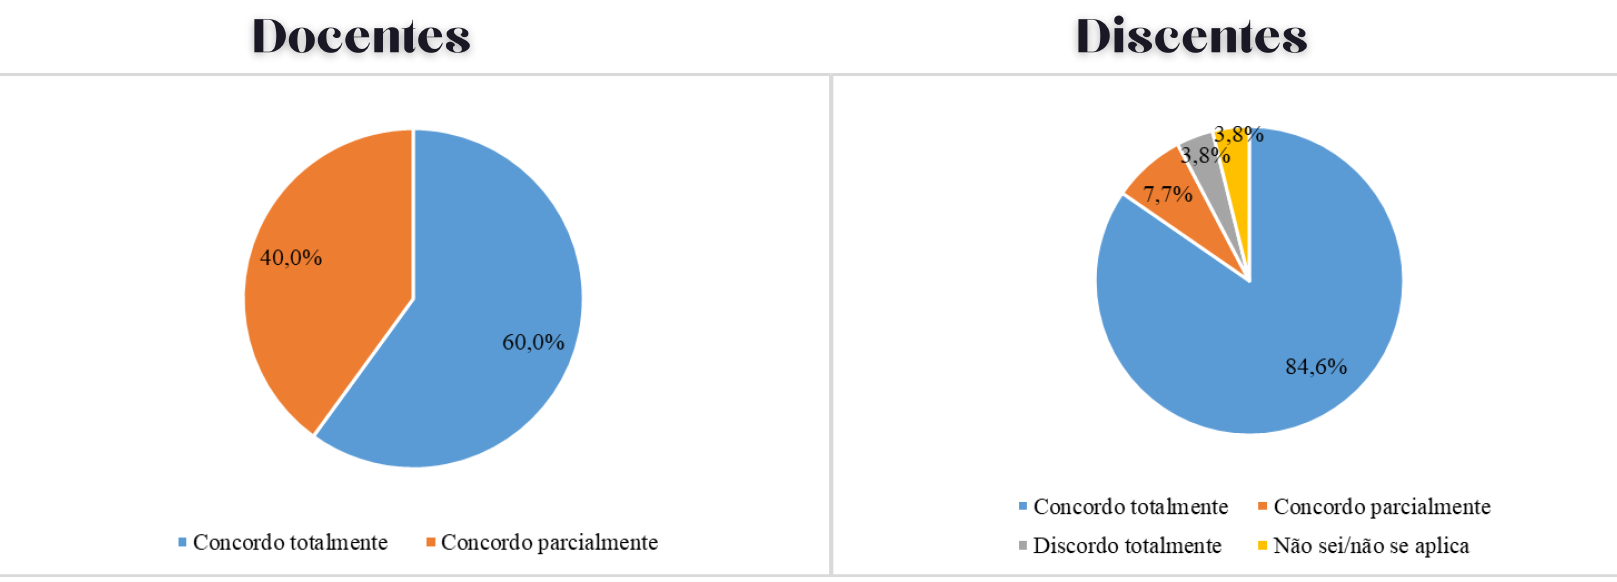 Docentes
Discentes
40,0%
60,0%
Concordo totalmente
Concordo parcialmente
3,8%
3,8%
7,7%
84,6%
Concordo totalmente
Concordo parcialmente
Discordo totalmente
Não sei/não se aplica